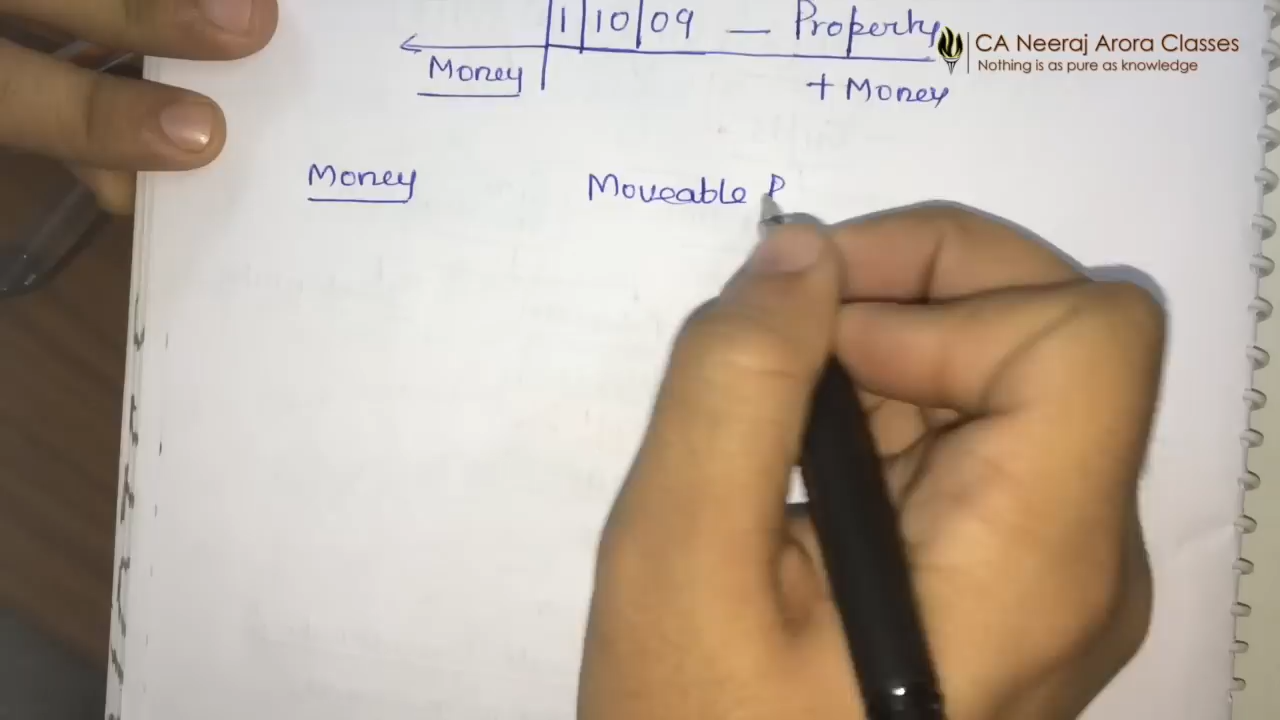 1 | 10 | 09 — Property
Money
+ Money
CA Neeraj Arora Classes
Nothing is as pure as knowledge
Money
Moveable P